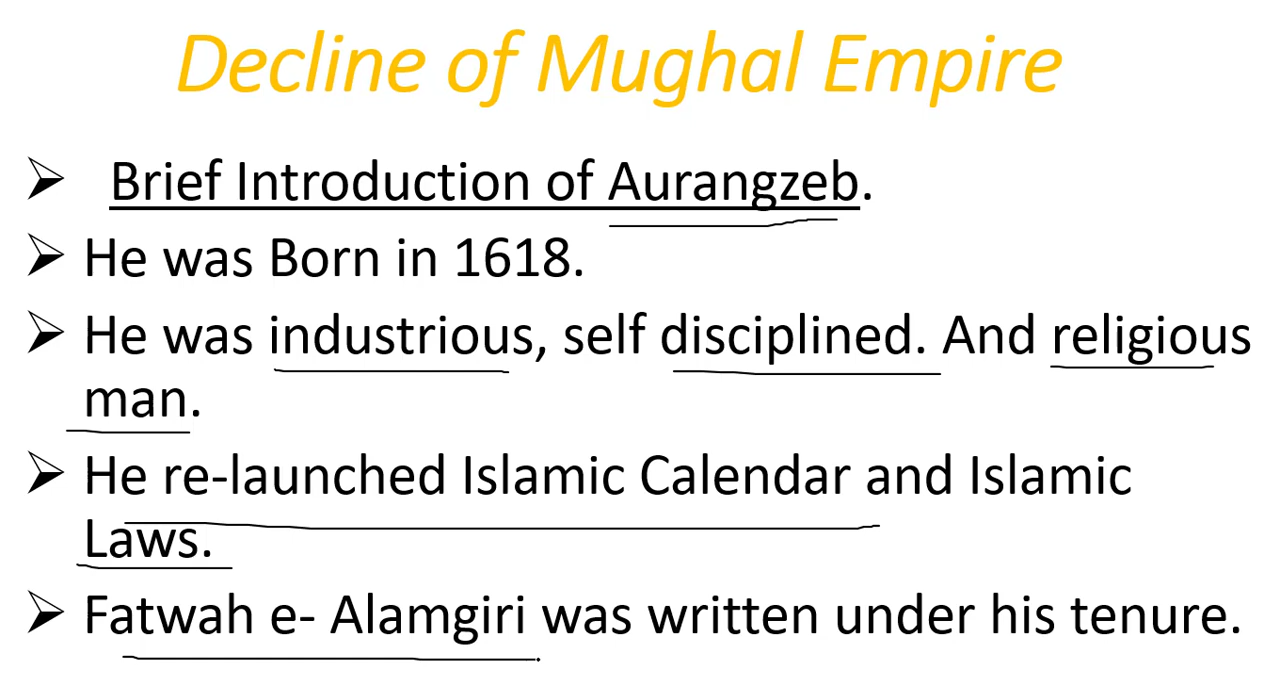 Decline of Mughal Empire
➢ Brief Introduction of Aurangzeb.
➢ He was Born in 1618.
➢ He was industrious, self disciplined. And religious
man.
➢ He re-launched Islamic Calendar and Islamic
Laws.
➢ Fatwah e- Alamgiri was written under his tenure.